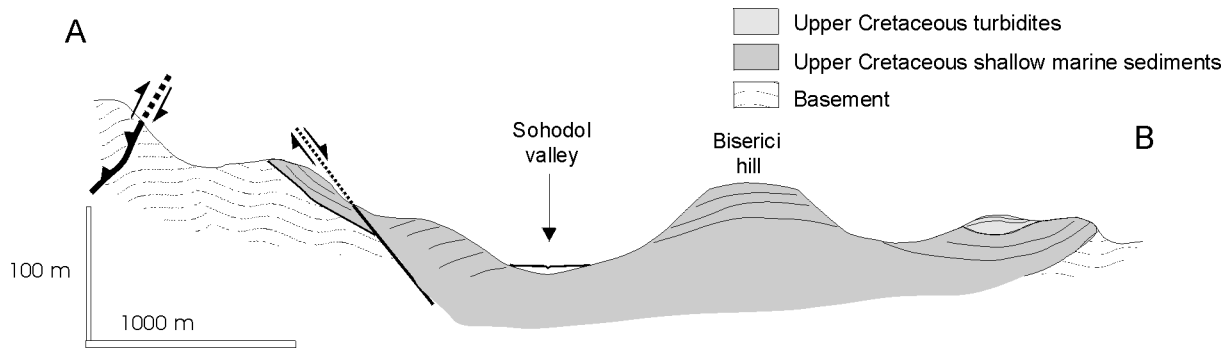 A
Upper Cretaceous turbidites
Upper Cretaceous shallow marine sediments
Basement
Sohodol
valley
Biserici
hill
B
100 m
1000 m